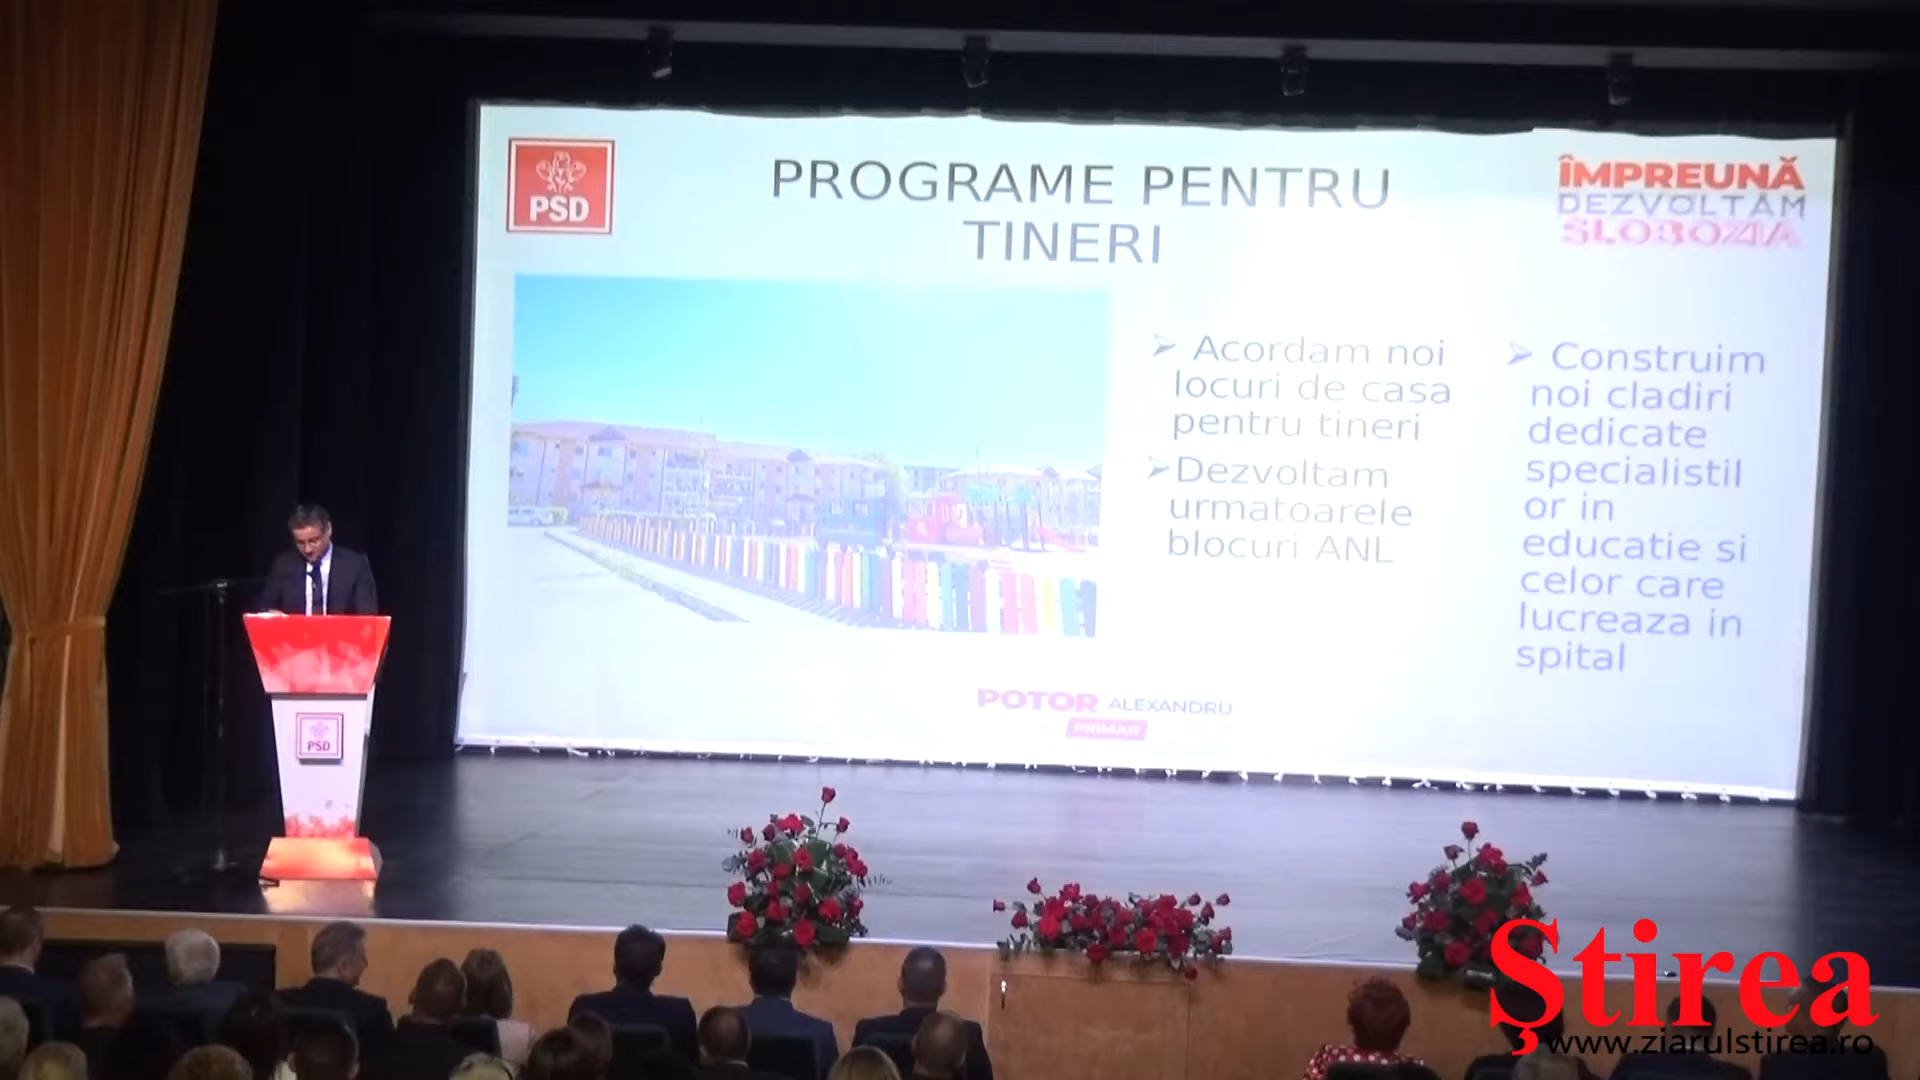 PSD
PROGRAME PENTRU
TINERI
ÎMPREUNĂ
DEZVOLTĂM
SLOBOZIA
➢ Acordam noi
locuri de casa
pentru tineri
➢Dezvoltam
urmatoarele
blocuri ANL
➢ Construim
noi cladiri
dedicate
specialistil
or in
educatie si
celor care
lucreaza in
spital
POTOR ALEXANDRU
PRIMAR
PSD
Știrea
www.ziarulstirea.ro